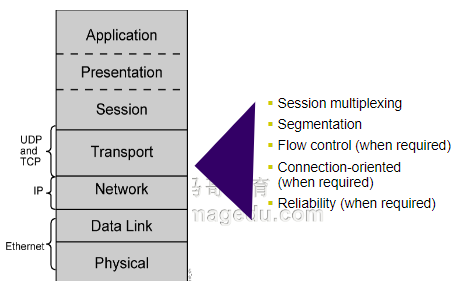 Application
Presentation
Session
UDP
and
TCP
Transport
IP
Network
Ethernet
Data Link
Physical
Session multiplexing
Segmentation
Flow control (when required)
Connection-oriented
(when required)
Reliability (when required)